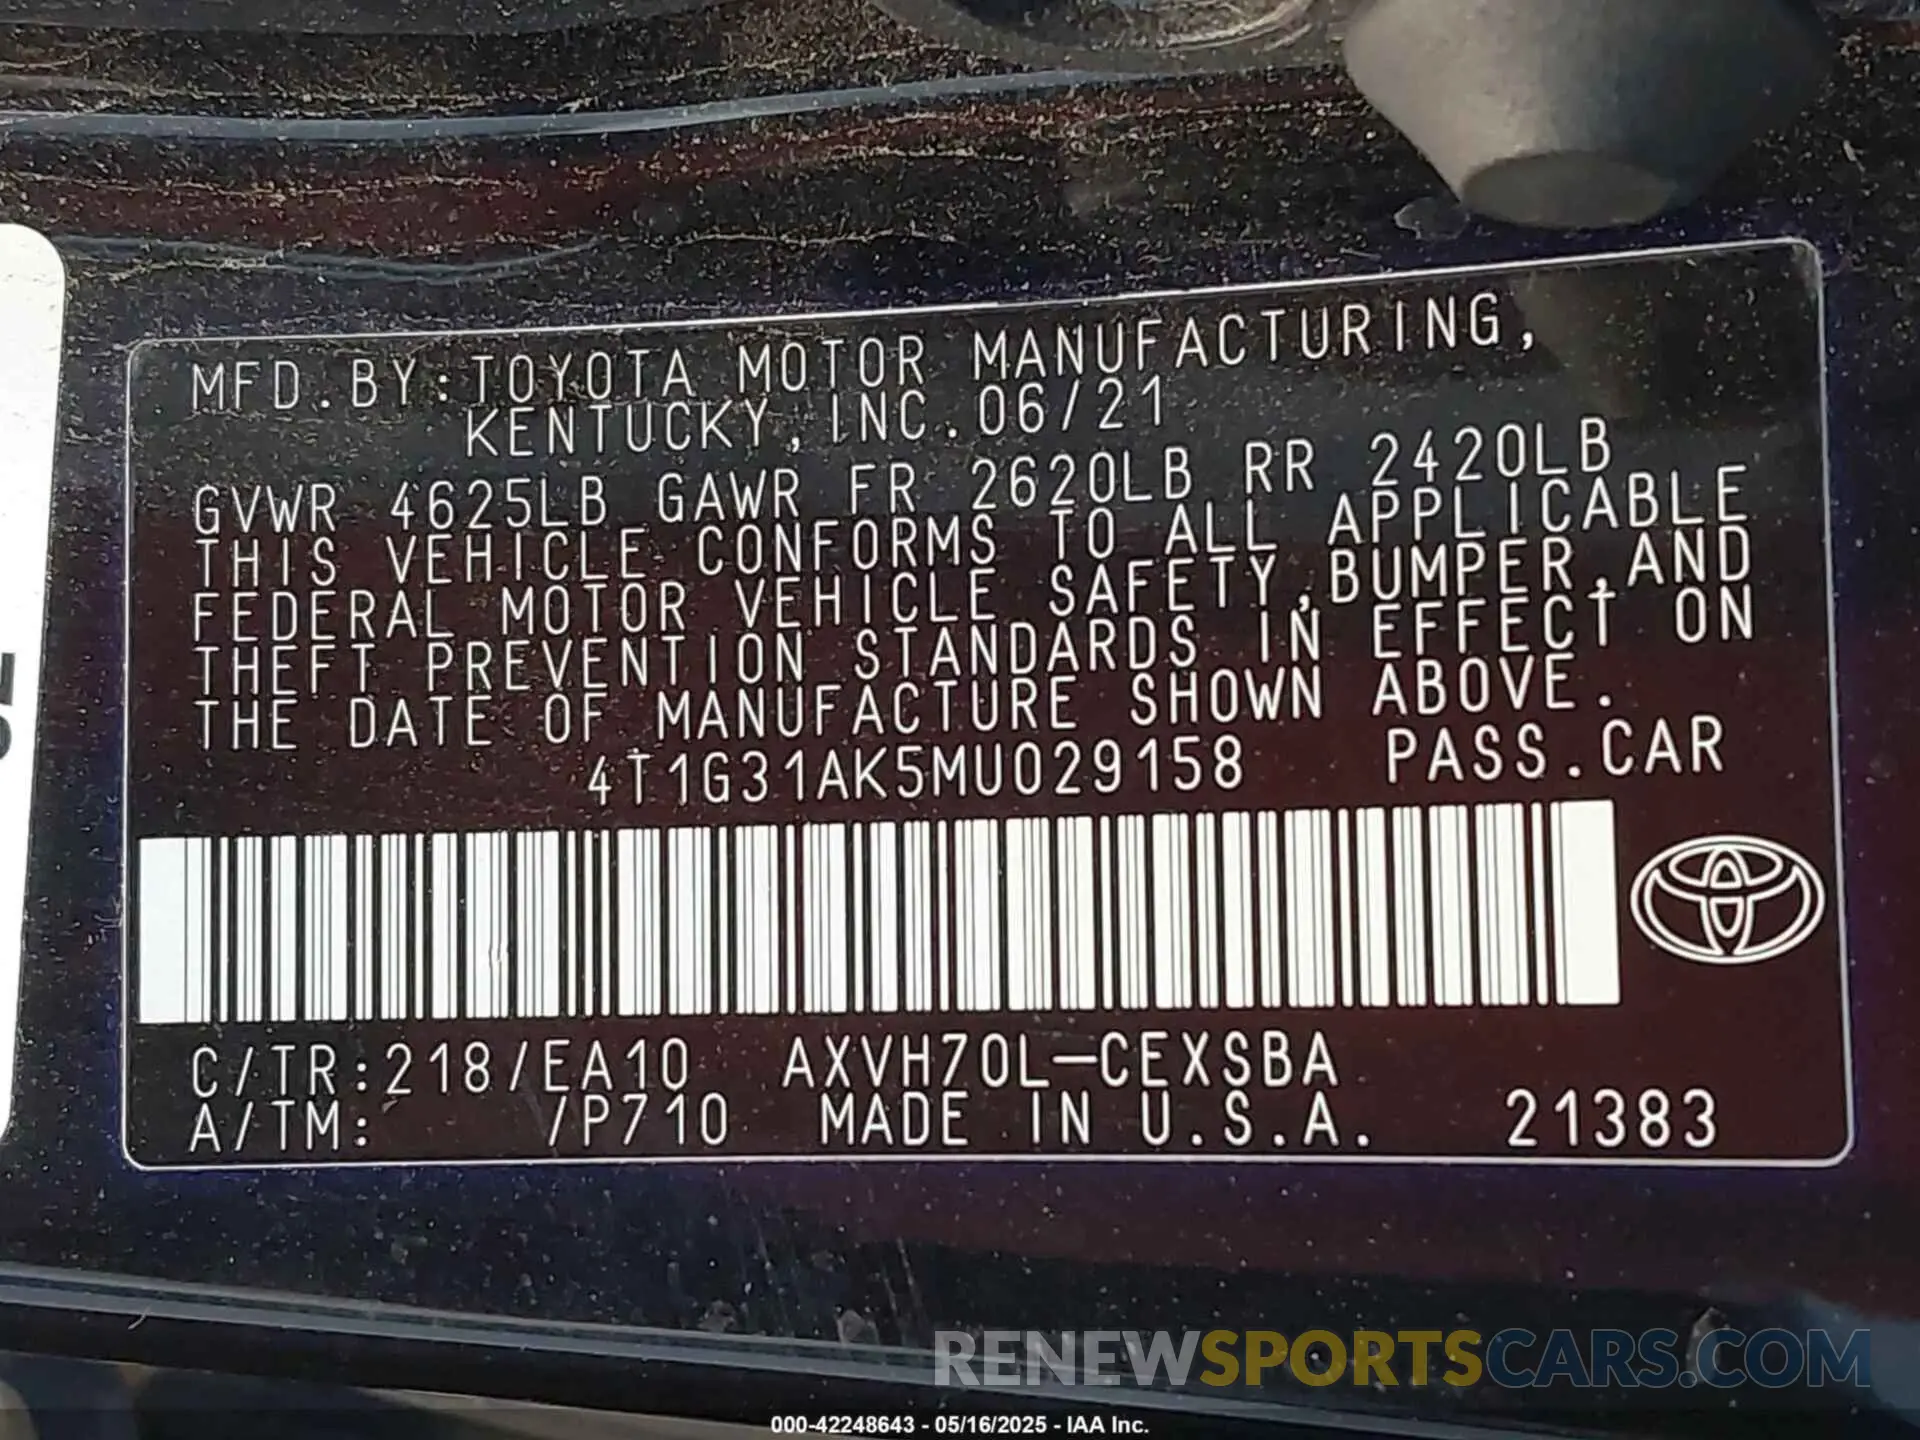 MFD.BY:TOYOTA MOTOR MANUFACTURING,
KENTUCKY,INC.06/21
GVWR 4625LB GAWR FR 2620LB RR 2420LB
THIS VEHICLE CONFORMS TO ALL APPLICABLE
FEDERAL MOTOR VEHICLE SAFETY,BUMPER,AND
THEFT PREVENTION STANDARDS IN EFFECT ON
THE DATE OF MANUFACTURE SHOWN ABOVE.
4T1G31AK5MU029158 PASS.CAR
C/TR:218/EA10 AXVH70L-CEXSBA
A/TM: /P710 MADE IN U.S.A. 21383
RENEWSPORTSCARS.COM
000-42248643 - 05/16/2025 - IAA Inc.